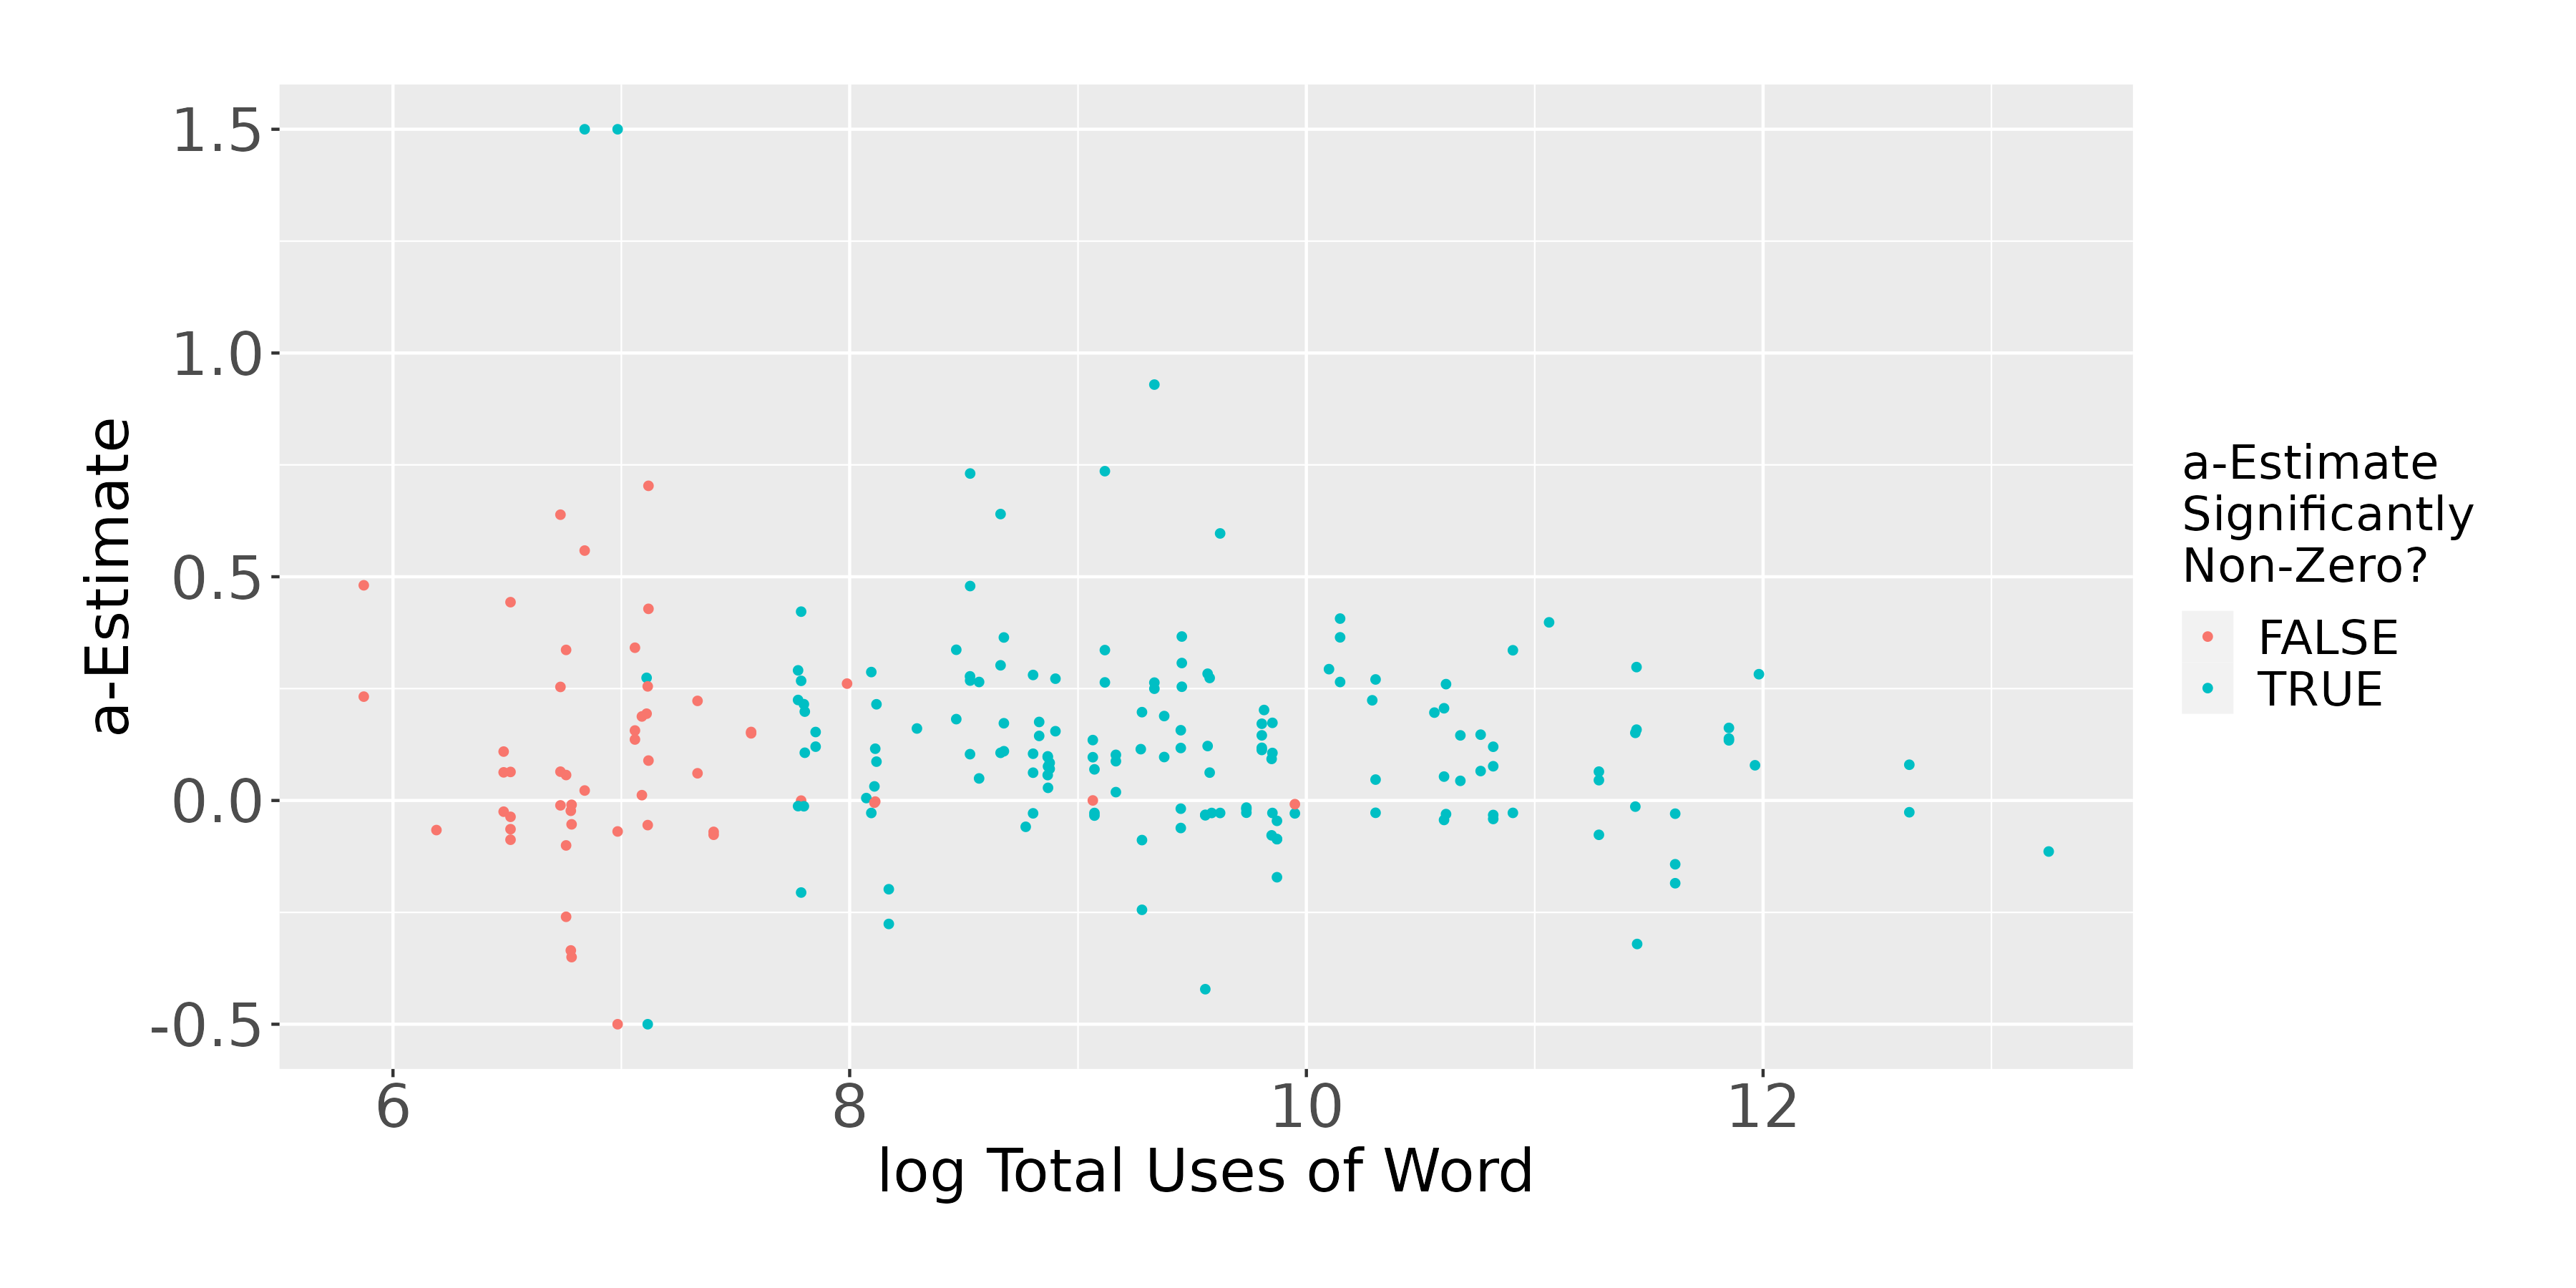 1.5
1.0
0.5
0.0
-0.5
a-Estimate
6
8
10
12
log Total Uses of Word
a-Estimate
Significantly
Non-Zero?
FALSE
TRUE